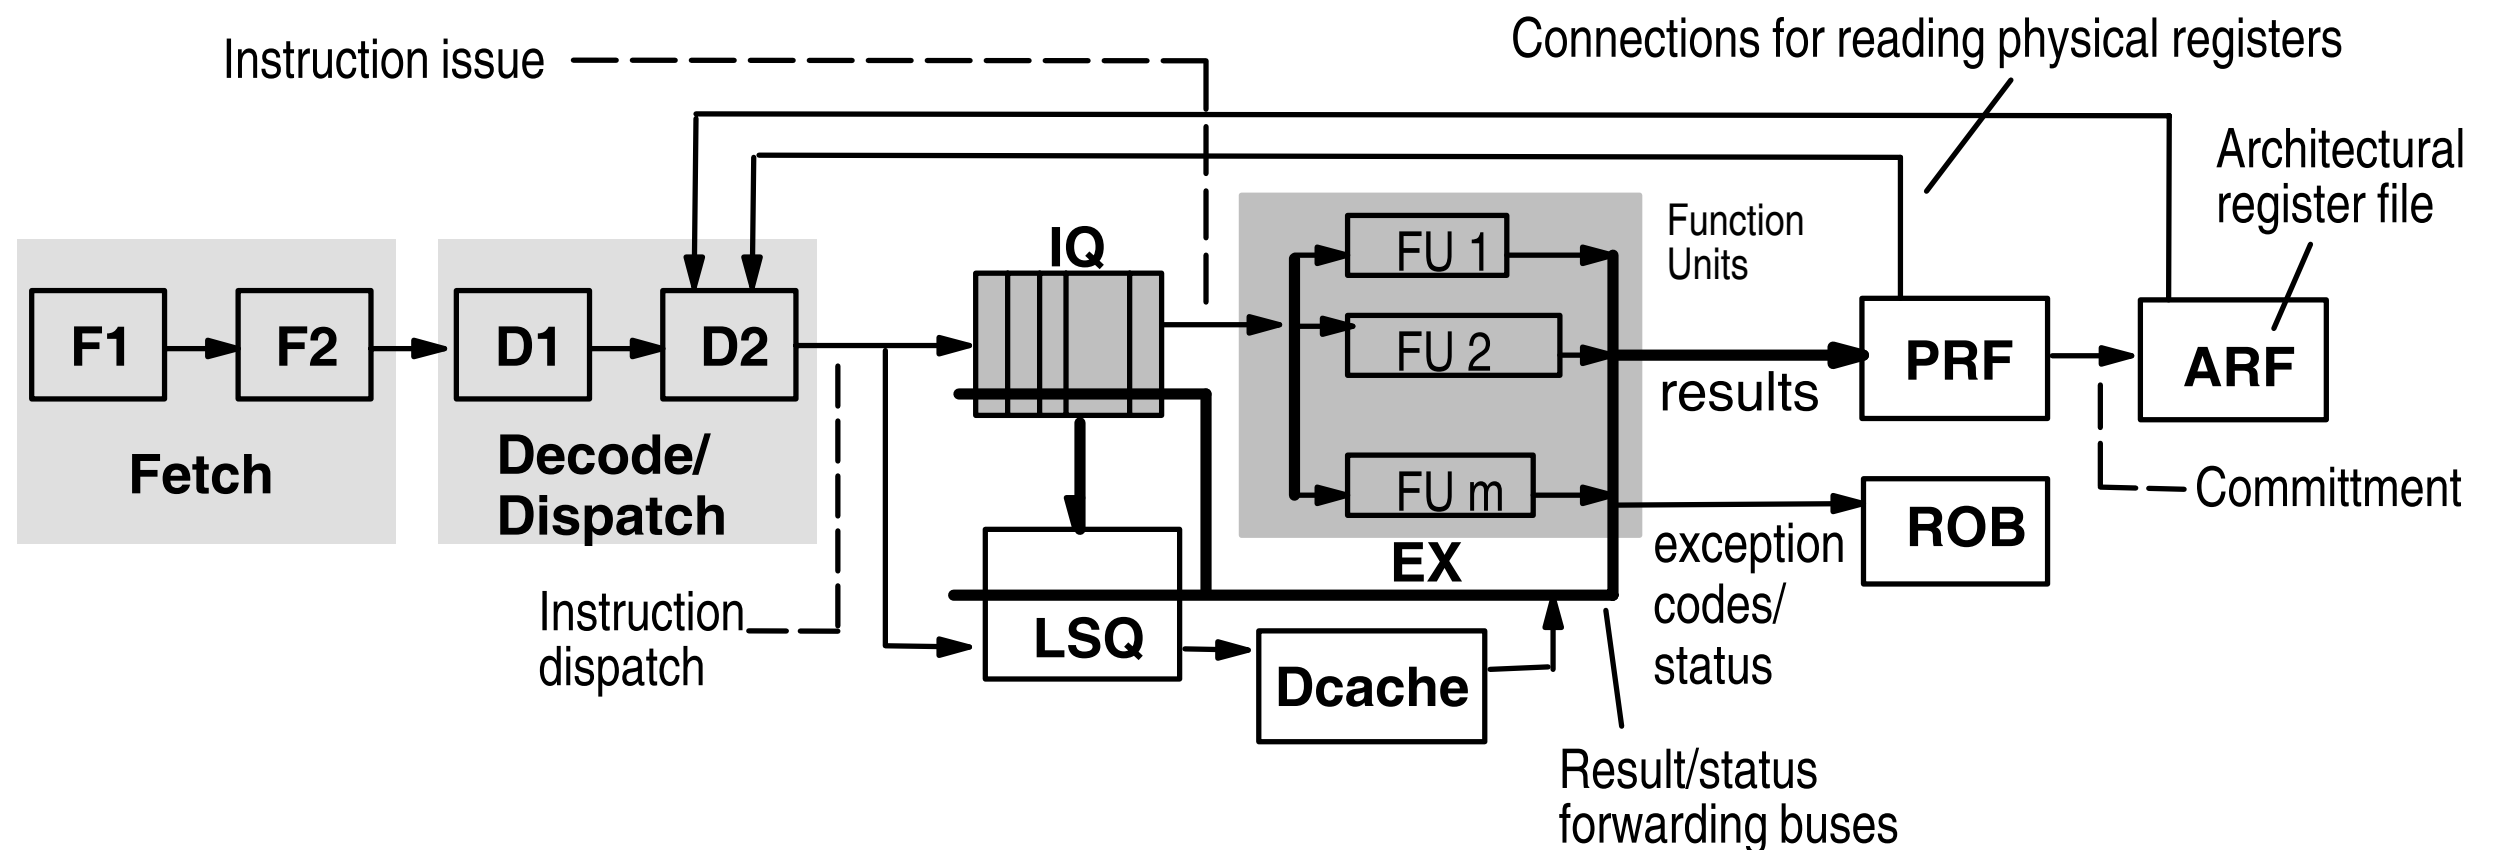 Connections for reading physical registers
Instruction issue
Architectural
register file
Function
Units
IQ
FU 1
F1
F2
D1
D2
FU 2
PRF
ARF
results
Fetch
Decode/
Dispatch
FU m
Committment
ROB
EX
exception
codes/
status
Instruction
dispatch
LSQ
Dcache
Result/status
forwarding buses